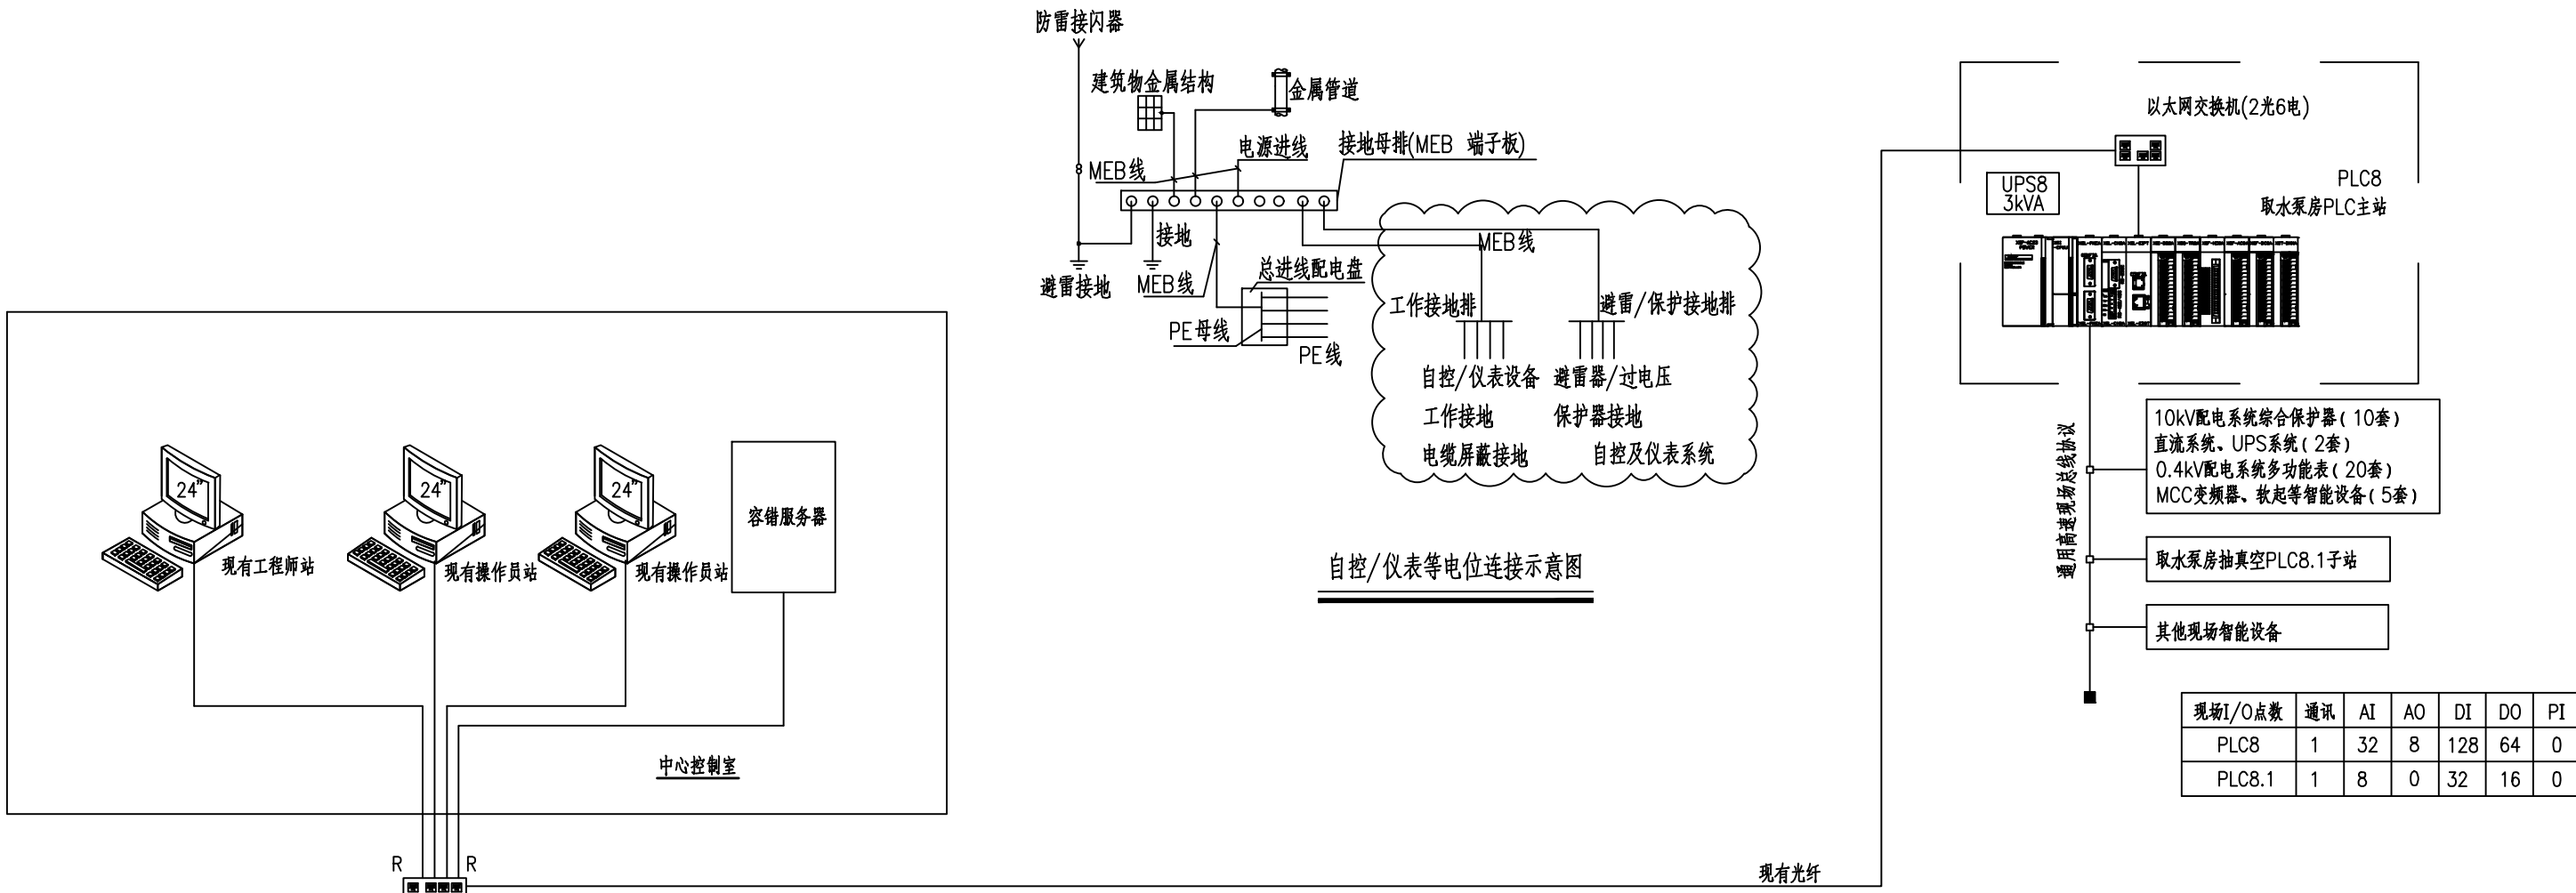 防雷接闪器
建筑物金属结构
金属管道
电源进线
接地母排(MEB 端子板)
MEB线
接地
避雷接地
MEB线
总进线配电盘
PE母线
PE线
MEB线
工作接地排
避雷/保护接地排
自控/仪表设备
工作接地
电缆屏蔽接地
避雷器/过电压
保护器接地
自控及仪表系统
自控/仪表等电位连接示意图
24"
现有工程师站
24"
现有操作员站
24"
现有操作员站
容错服务器
中心控制室
R
R
现有光纤
以太网交换机(2光6电)
UPS8
3kVA
PLC8
取水泵房PLC主站
通用高速现场总线协议
10kV配电系统综合保护器(10套)
直流系统、UPS系统(2套)
0.4kV配电系统多功能表(20套)
MCC变频器、软起等智能设备(5套)
取水泵房抽真空PLC8.1子站
其他现场智能设备
现场I/O点数 通讯 AI AO DI DO PI
PLC8 1 32 8 128 64 0
PLC8.1 1 8 0 32 16 0